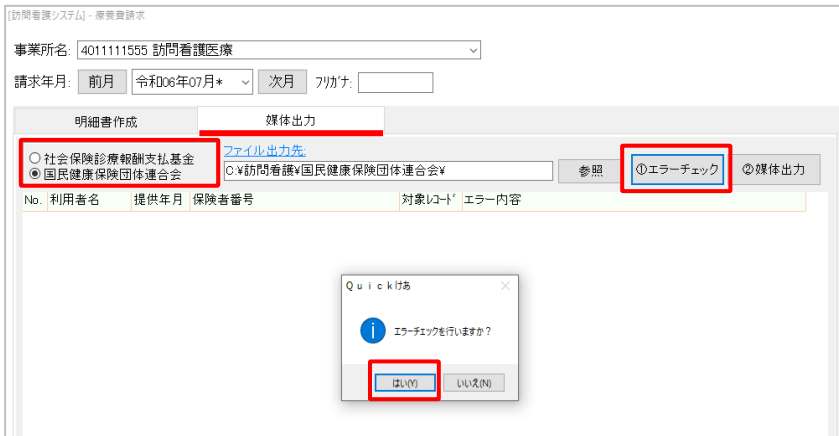 [訪問看護システム] - 療養費請求
事業所名: 4011111555 訪問看護医療
請求年月: 前月 令和06年07月* 次月 フリガナ:
明細書作成 媒体出力
社会保険診療報酬支払基金
国民健康保険団体連合会
ファイル出力先:
C:¥訪問看護¥国民健康保険団体連合会¥ 参照 ①エラーチェック ②媒体出力
No. 利用者名 提供年月 保険者番号 対象レコード エラー内容
Quickけあ
エラーチェックを行いますか?
はい(Y) いいえ(N)